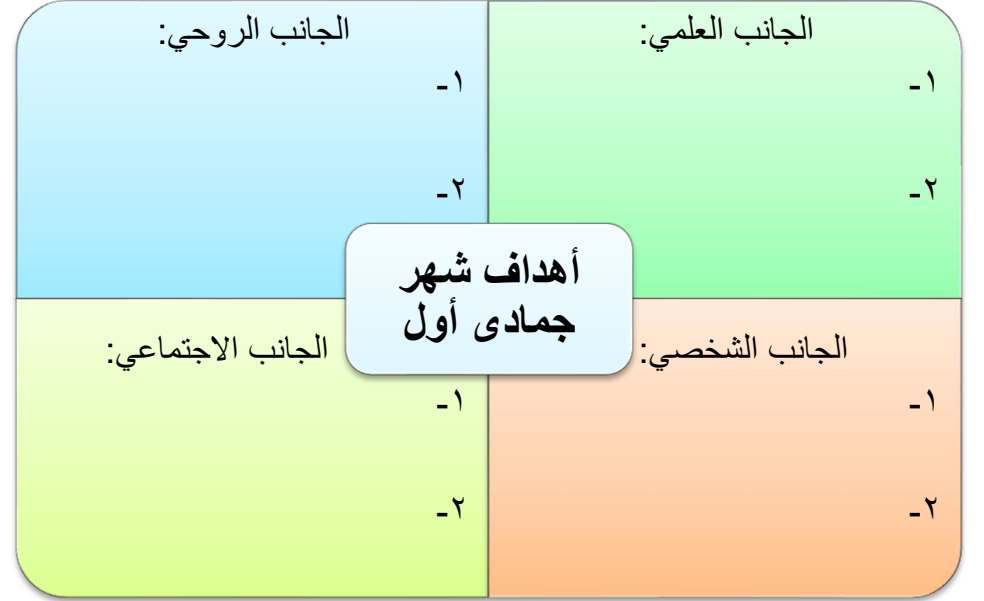 الجانب العلمي:
١-
٢-
الجانب الروحي:
١-
٢-
أهداف شهر
جمادى أول
الجانب الشخصي:
١-
٢-
الجانب الاجتماعي:
١-
٢-